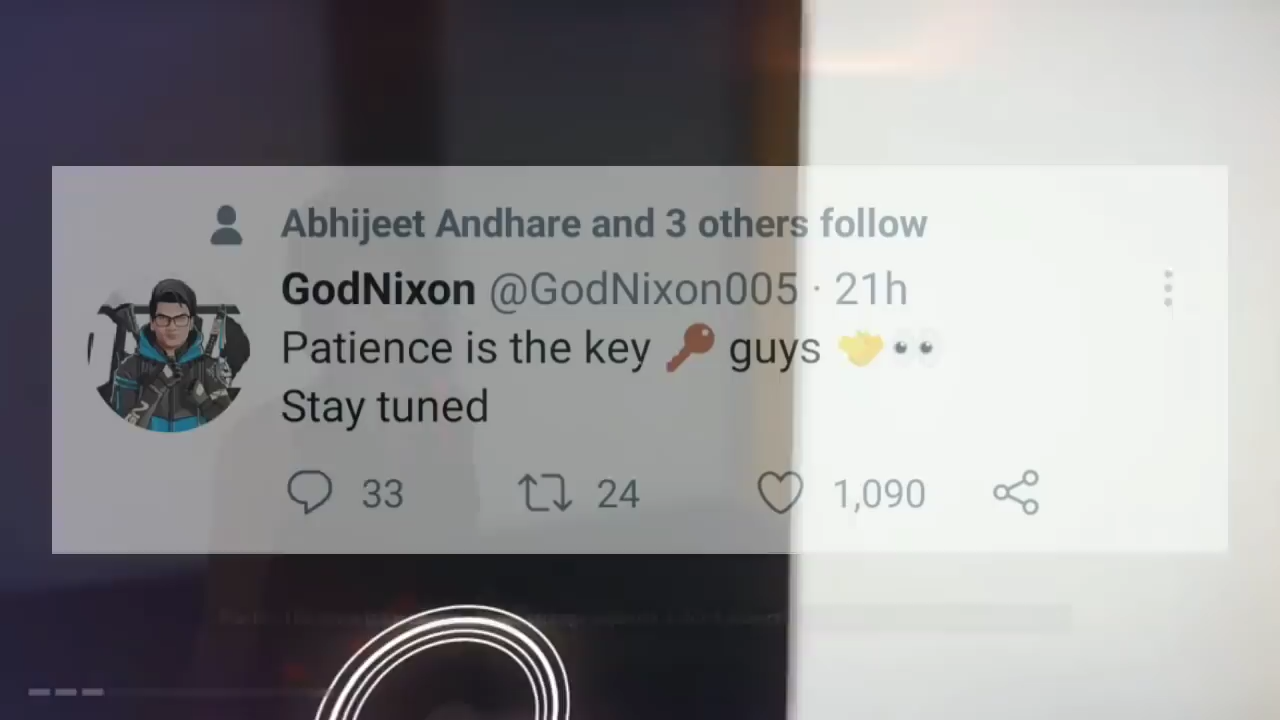 Abhijeet Andhare and 3 others follow
GodNixon @GodNixon005 · 21h
Patience is the key 🔑 guys 🤝👀
Stay tuned
33 24 1,090